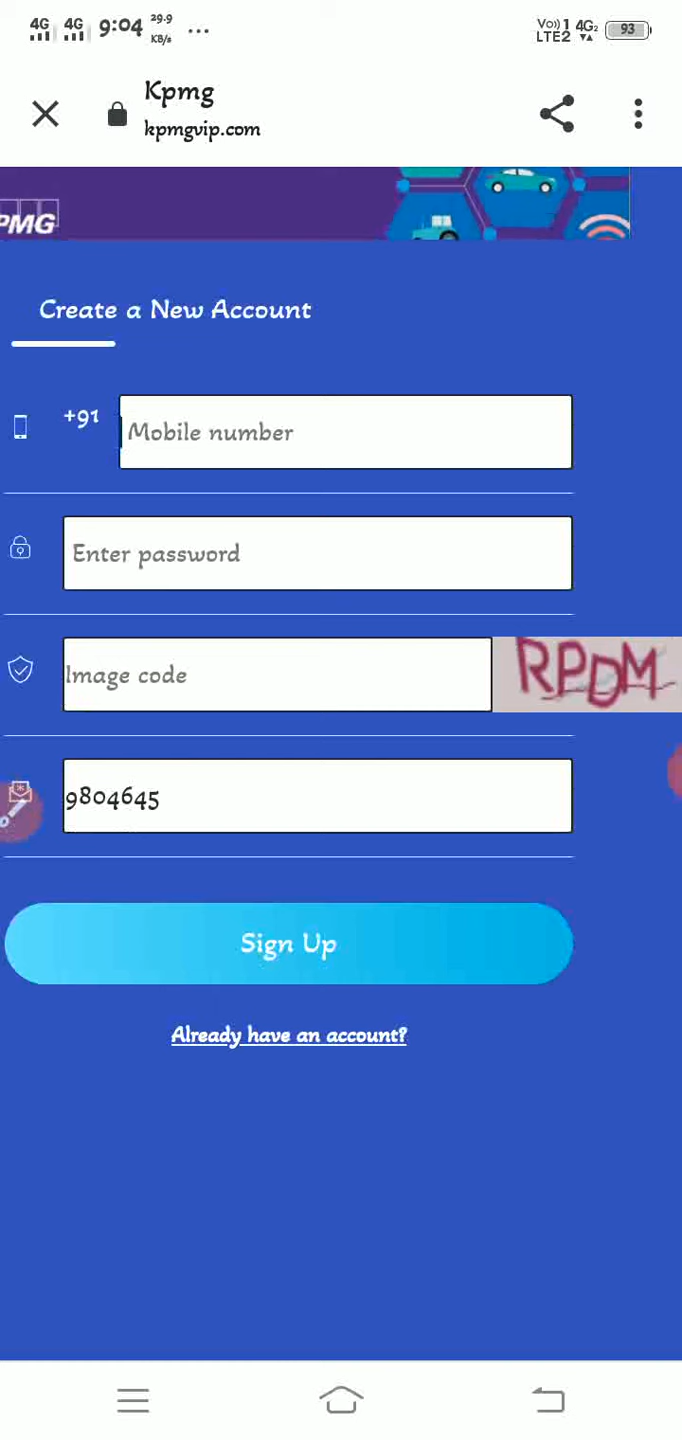 4G 4G 9:04 29.9 KB/s ...
Vo)) 1 4G2
LTE2
93
Kpmg
kpmgvip.com
PMG
Create a New Account
+91 Mobile number
Enter password
Image code RPDM
9804645
Sign Up
Already have an account?